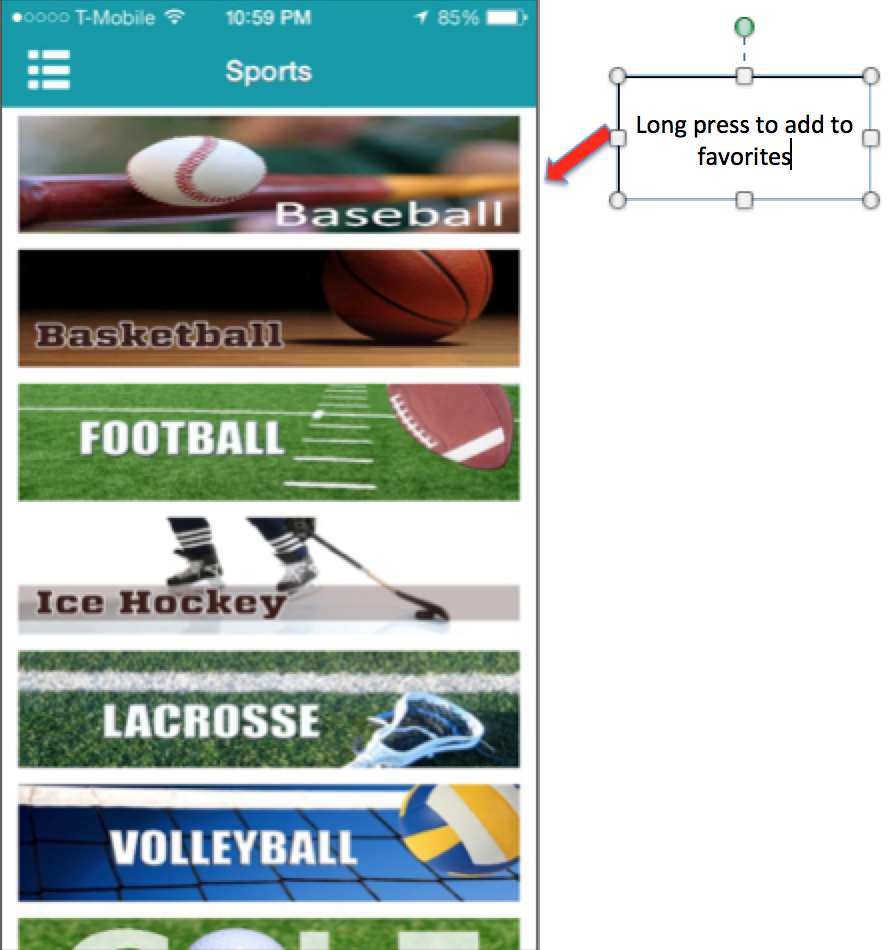 T-Mobile 10:59 PM 85%
Sports
Long press to add to
favorites
Baseball
Basketball
FOOTBALL
Ice Hockey
LACROSSE
VOLLEYBALL
GOLF